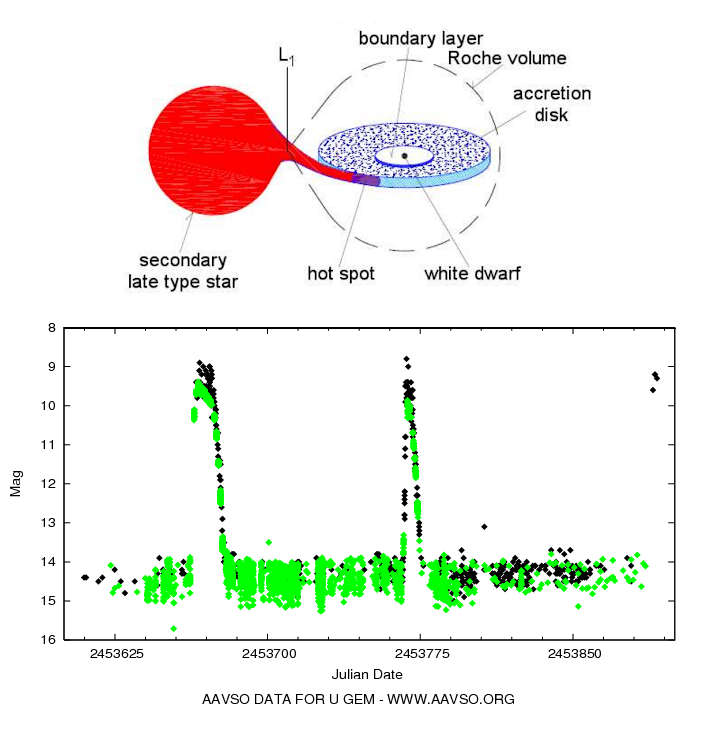 boundary layer
L1
Roche volume
accretion
disk
secondary
late type star
hot spot
white dwarf
8
9
10
11
12
13
14
15
16
Mag
2453625
2453700
2453775
2453850
Julian Date
AAVSO DATA FOR U GEM - WWW.AAVSO.ORG